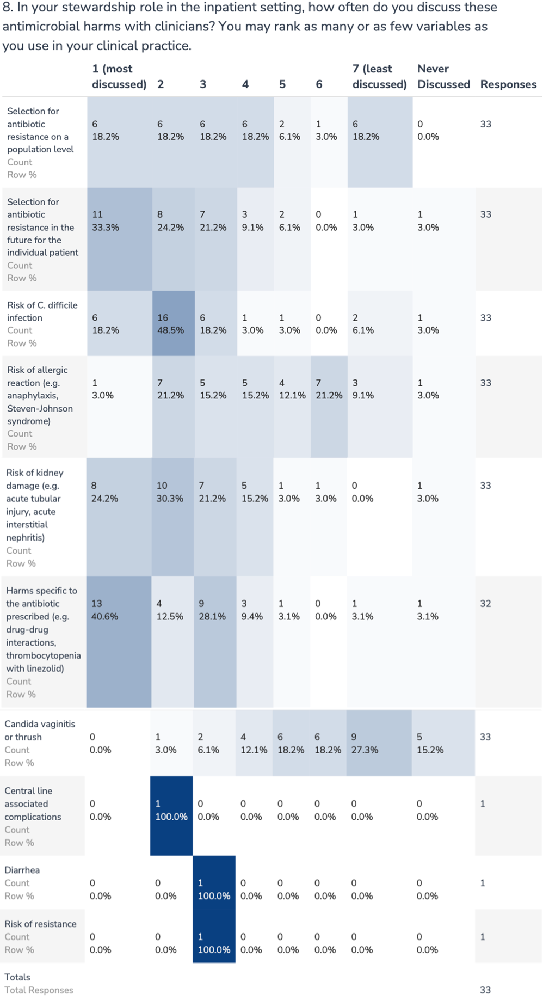 8. In your stewardship role in the inpatient setting, how often do you discuss these
antimicrobial harms with clinicians? You may rank as many or as few variables as
you use in your clinical practice.
1 (most discussed) 2 3 4 5 6 7 (least discussed) Never Discussed Responses
Selection for
antibiotic
resistance on a
population level
Count
Row %
6 6 6 6 2 1 6 0 33
18.2% 18.2% 18.2% 18.2% 6.1% 3.0% 18.2% 0.0%
Selection for
antibiotic
resistance in the
future for the
individual patient
Count
Row %
11 8 7 3 2 0 1 1 33
33.3% 24.2% 21.2% 9.1% 6.1% 0.0% 3.0% 3.0%
Risk of C. difficile
infection
Count
Row %
6 16 6 1 1 0 2 1 33
18.2% 48.5% 18.2% 3.0% 3.0% 0.0% 6.1% 3.0%
Risk of allergic
reaction (e.g.
anaphylaxis,
Steven-Johnson
syndrome)
Count
Row %
1 7 5 5 4 7 3 1 33
3.0% 21.2% 15.2% 15.2% 12.1% 21.2% 9.1% 3.0%
Risk of kidney
damage (e.g.
acute tubular
injury, acute
interstitial
nephritis)
Count
Row %
8 10 7 5 1 1 0 1 33
24.2% 30.3% 21.2% 15.2% 3.0% 3.0% 0.0% 3.0%
Harms specific to
the antibiotic
prescribed (e.g.
drug-drug
interactions,
thrombocytopenia
with linezolid)
Count
Row %
13 4 9 3 1 0 1 1 32
40.6% 12.5% 28.1% 9.4% 3.1% 0.0% 3.1% 3.1%
Candida vaginitis
or thrush
Count
Row %
0 1 2 4 6 6 9 5 33
0.0% 3.0% 6.1% 12.1% 18.2% 18.2% 27.3% 15.2%
Central line
associated
complications
Count
Row %
0 1 0 0 0 0 0 0 1
0.0% 100.0% 0.0% 0.0% 0.0% 0.0% 0.0% 0.0%
Diarrhea
Count
Row %
0 0 1 0 0 0 0 0 1
0.0% 0.0% 100.0% 0.0% 0.0% 0.0% 0.0% 0.0%
Risk of resistance
Count
Row %
0 0 1 0 0 0 0 0 1
0.0% 0.0% 100.0% 0.0% 0.0% 0.0% 0.0% 0.0%
Totals
Total Responses 33